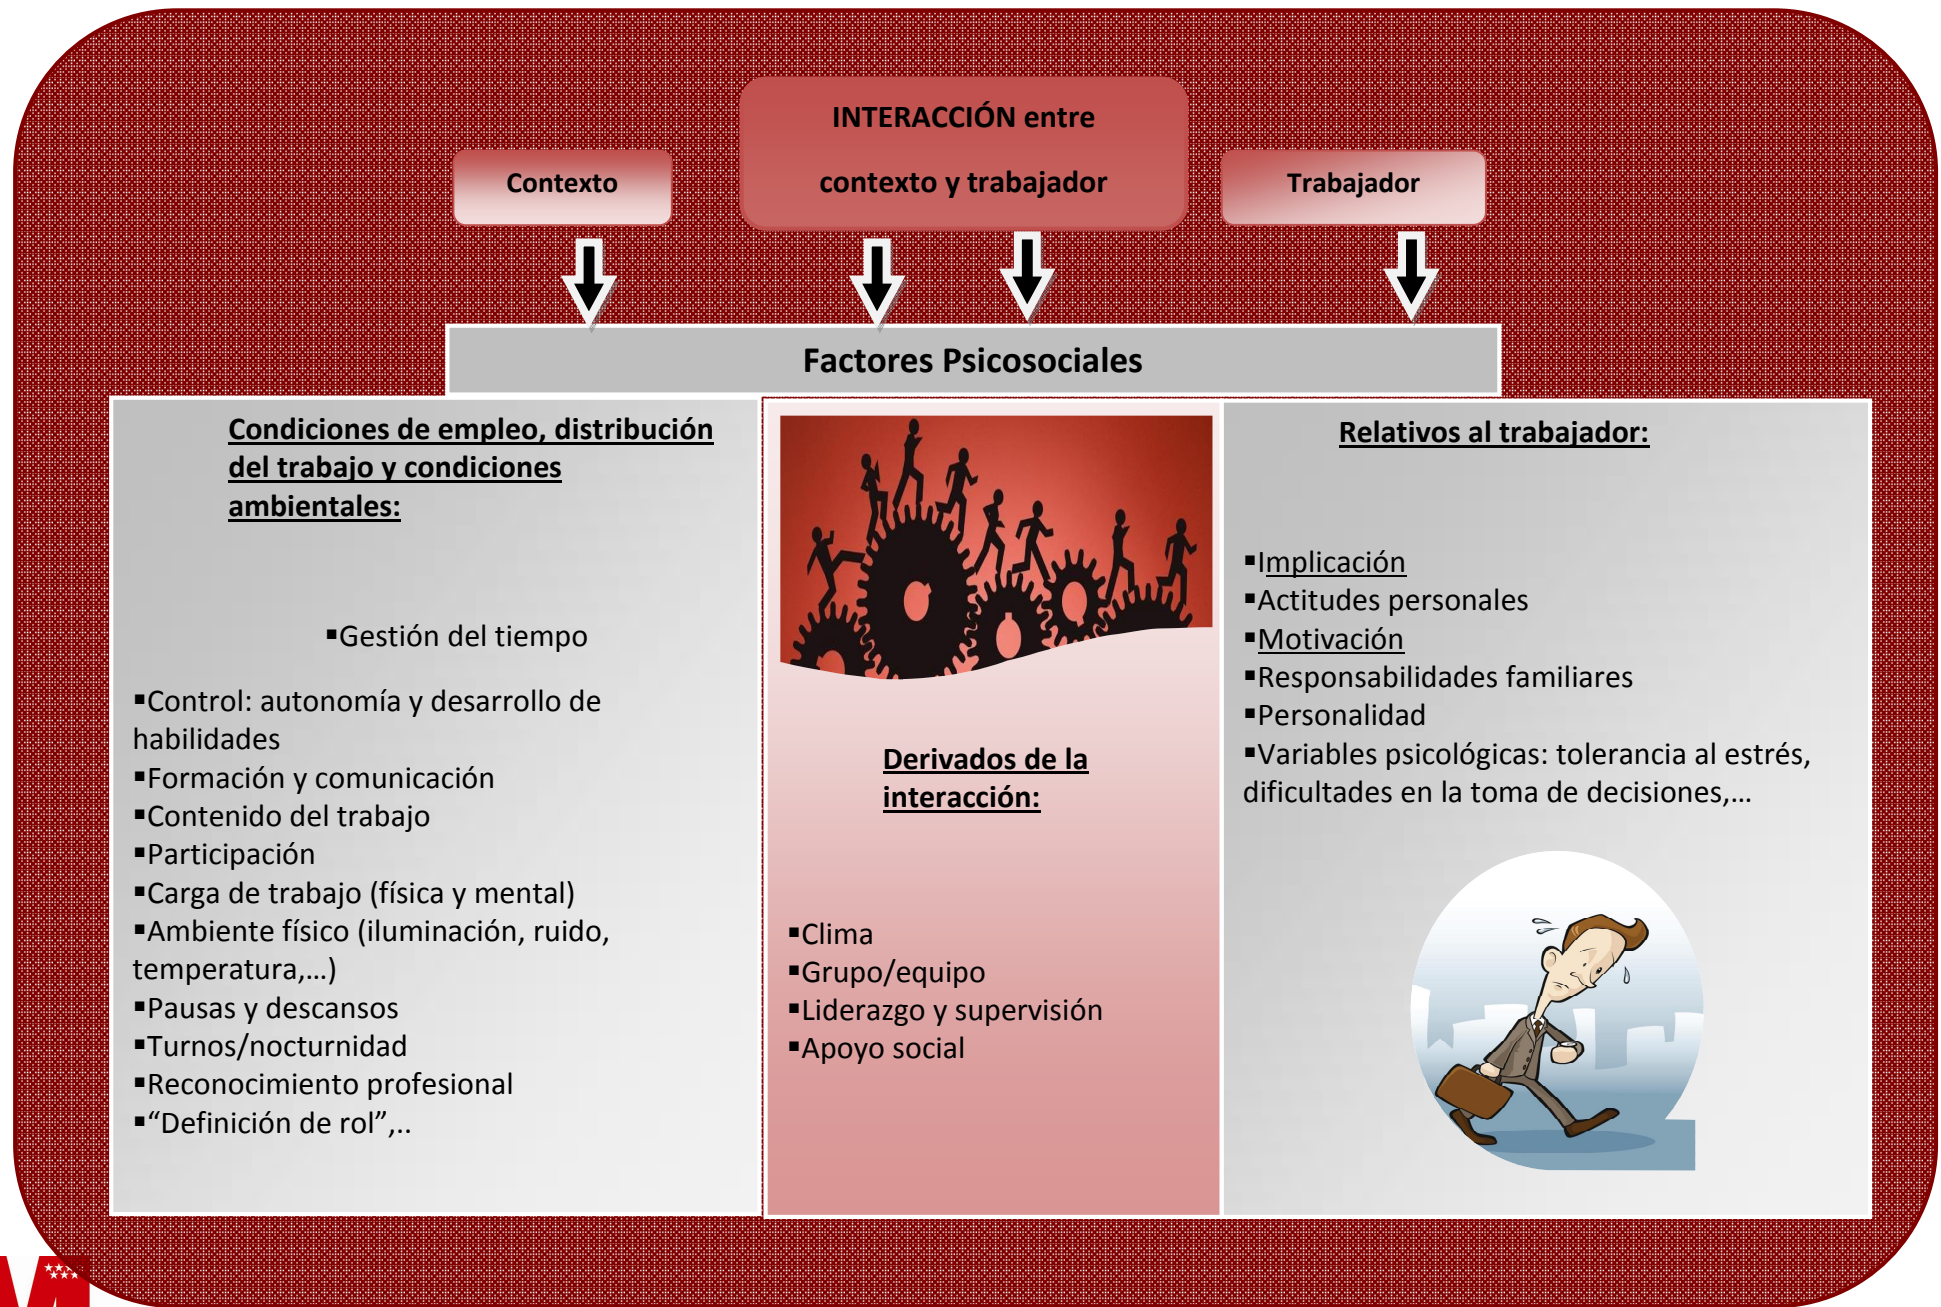 INTERACCIÓN entre
contexto y trabajador
Contexto
Trabajador
Factores Psicosociales
Condiciones de empleo, distribución
del trabajo y condiciones
ambientales:
▪Gestión del tiempo
▪Control: autonomía y desarrollo de
habilidades
▪Formación y comunicación
▪Contenido del trabajo
▪Participación
▪Carga de trabajo (física y mental)
▪Ambiente físico (iluminación, ruido,
temperatura,…)
▪Pausas y descansos
▪Turnos/nocturnidad
▪Reconocimiento profesional
▪“Definición de rol”,..
Derivados de la
interacción:
▪Clima
▪Grupo/equipo
▪Liderazgo y supervisión
▪Apoyo social
Relativos al trabajador:
▪Implicación
▪Actitudes personales
▪Motivación
▪Responsabilidades familiares
▪Personalidad
▪Variables psicológicas: tolerancia al estrés,
dificultades en la toma de decisiones,…